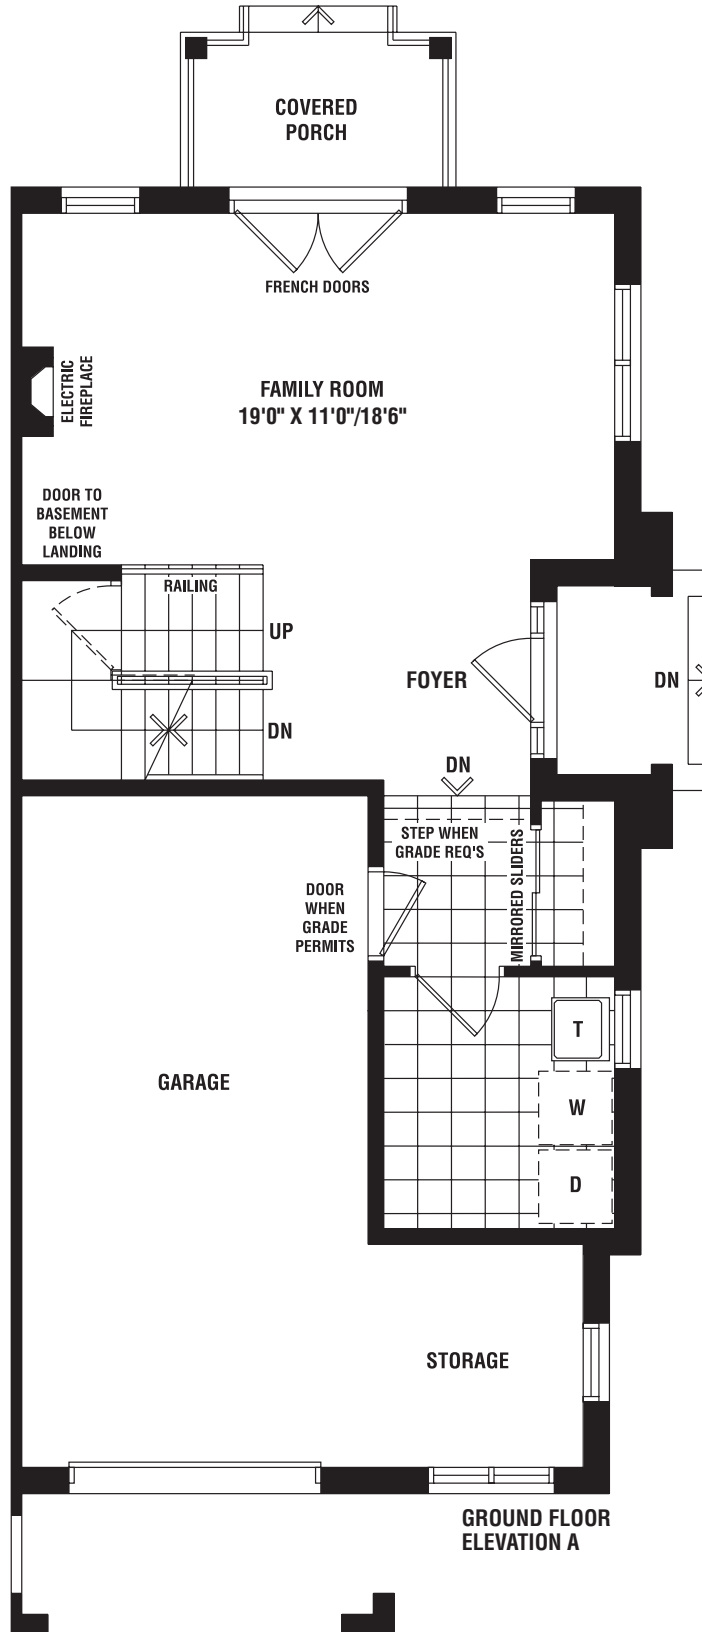 COVERED
PORCH
FRENCH DOORS
ELECTRIC
FIREPLACE
FAMILY ROOM
19'0" X 11'0"/18'6"
DOOR TO
BASEMENT
BELOW
LANDING
RAILING
UP
FOYER
DN
DN
DN
STEP WHEN
GRADE REQ'S
MIRRORED SLIDERS
DOOR
WHEN
GRADE
PERMITS
T
GARAGE
W
D
STORAGE
GROUND FLOOR
ELEVATION A